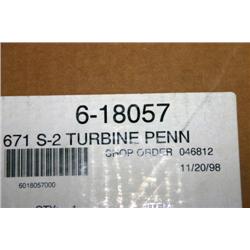 6-18057
671 S-2 TURBINE PENN
SHOP ORDER 046812
11/20/98
6018057000